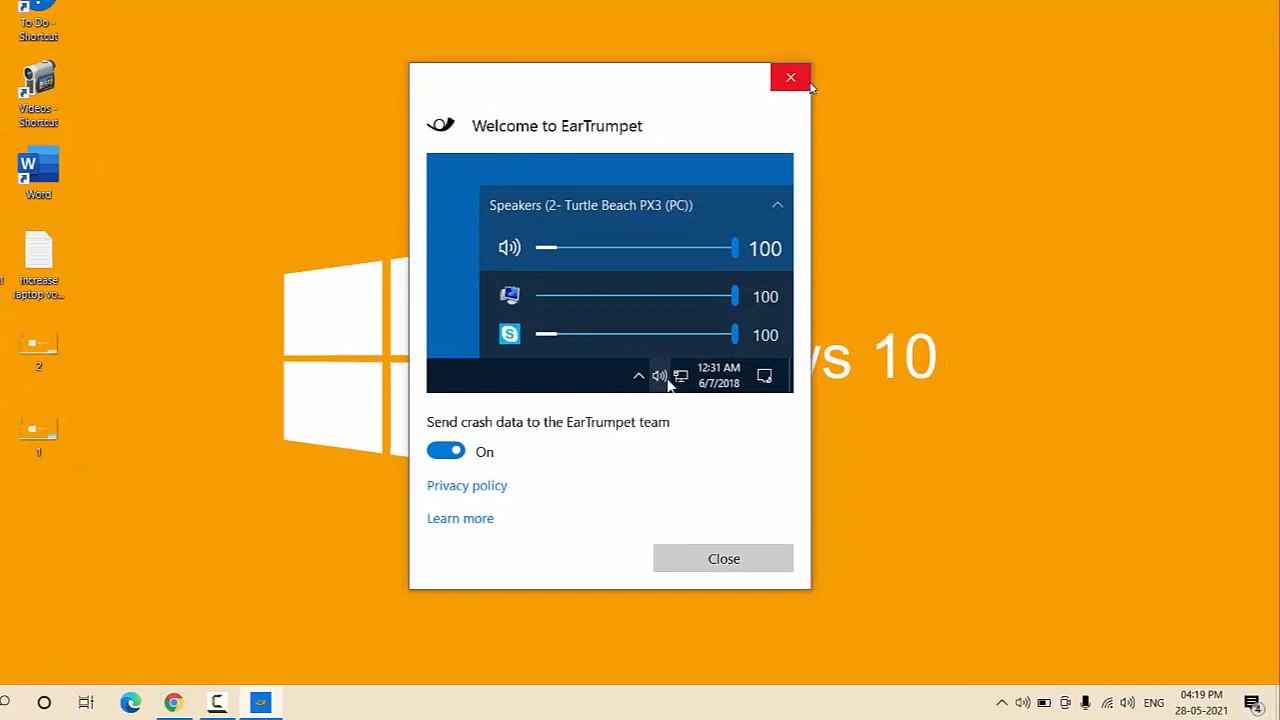 To Do -
Shortcut
Videos -
Shortcut
W
Word
increase
laptop vo...
2
1
Welcome to EarTrumpet
Speakers (2- Turtle Beach PX3 (PC))
100
100
S
100
12:31 AM
6/7/2018
Send crash data to the EarTrumpet team
On
Privacy policy
Learn more
Close
ws 10
C
ENG
04:19 PM
28-05-2021
4